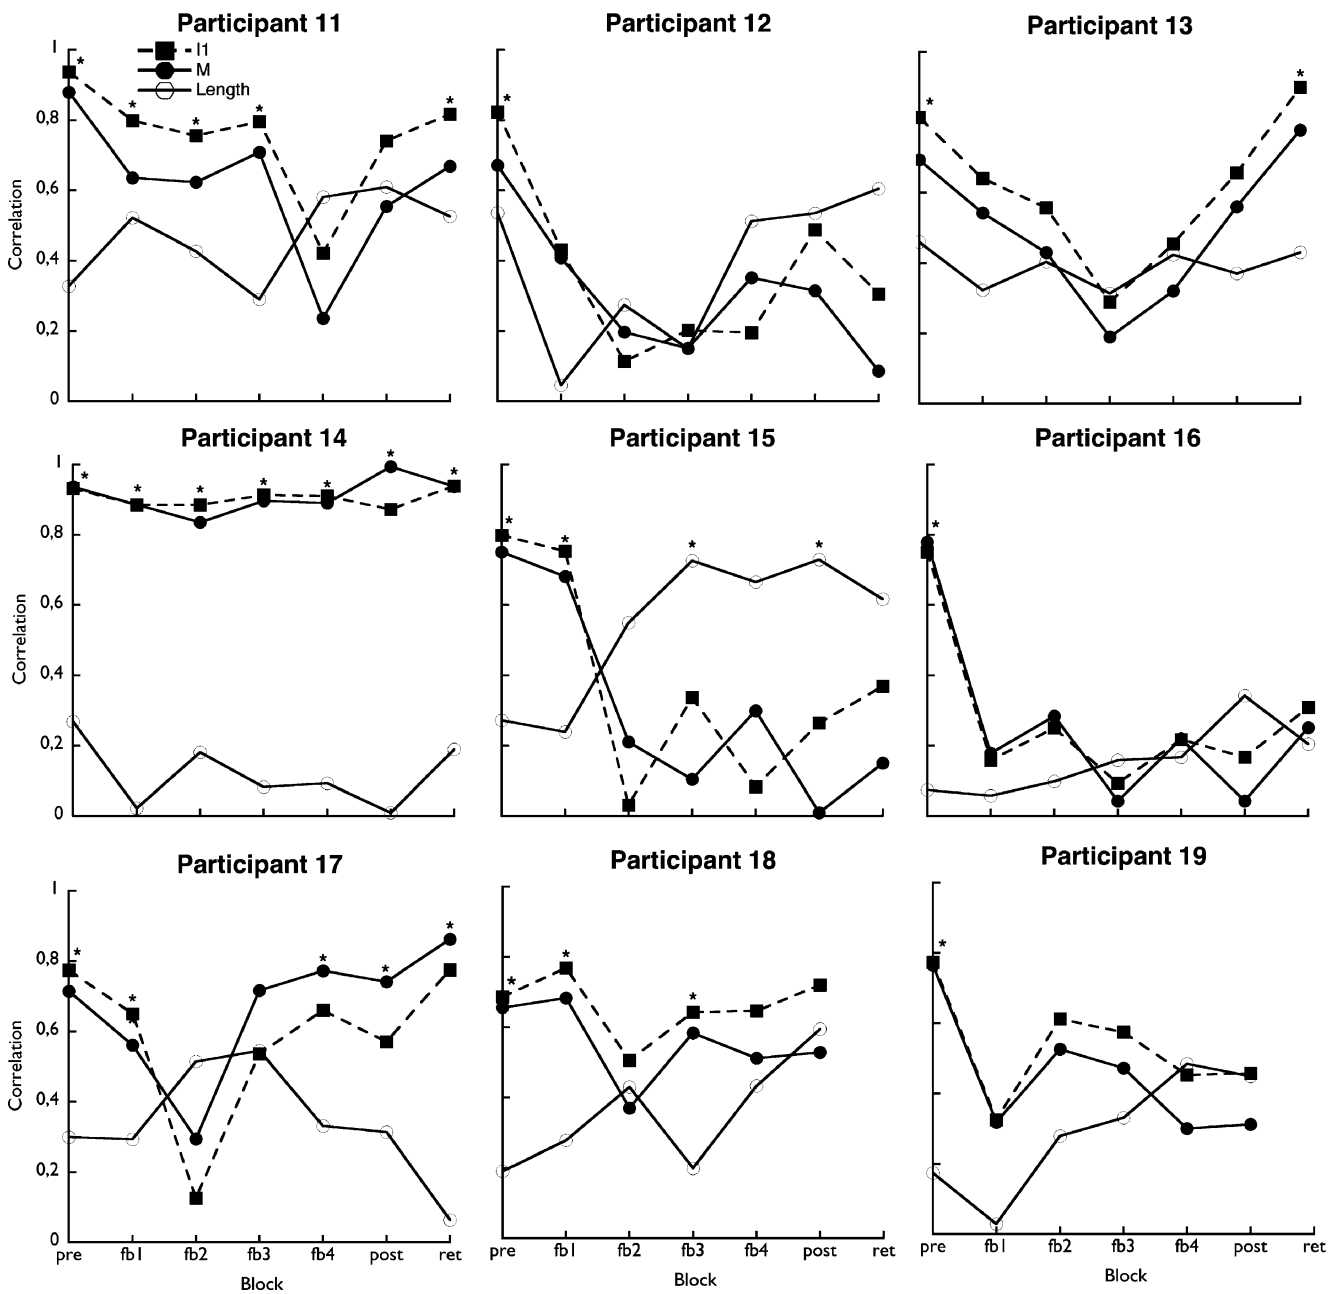 Participant 11
Participant 12
Participant 13
I1
M
Length
1
0,8
0,6
0,4
0,2
0
Correlation
* * * * *
*
* *
Participant 14
Participant 15
Participant 16
1
0,8
0,6
0,4
0,2
0
Correlation
* * * * * * *
* * * *
*
Participant 17
Participant 18
Participant 19
1
0,8
0,6
0,4
0,2
0
Correlation
* * * * *
* * *
*
pre fb1 fb2 fb3 fb4 post ret
pre fb1 fb2 fb3 fb4 post ret
pre fb1 fb2 fb3 fb4 post ret
Block
Block
Block